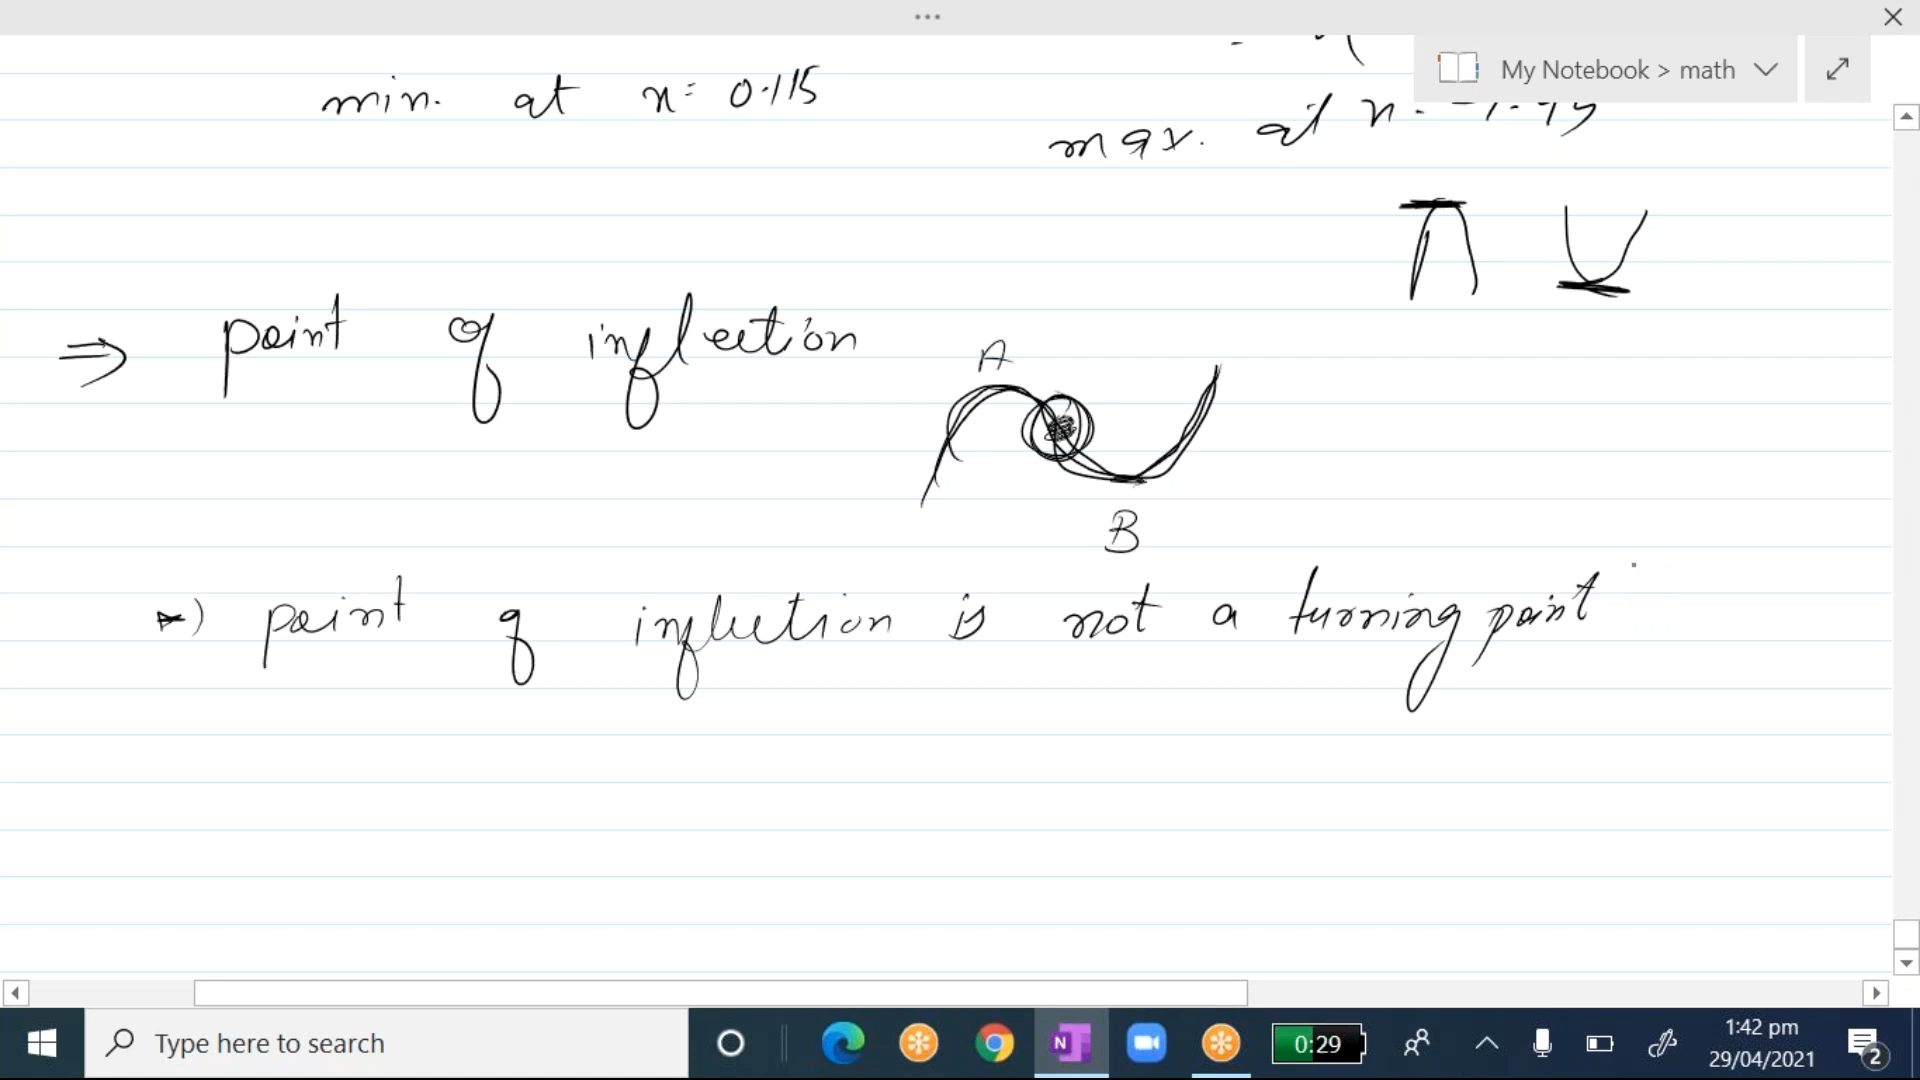 ...
My Notebook > math
min. at x = 0.115
max. at x =
⇒ point of inflection
A
B
*) point of inflection is not a turning point
Type here to search
N
0:29
1:42 pm
29/04/2021
2